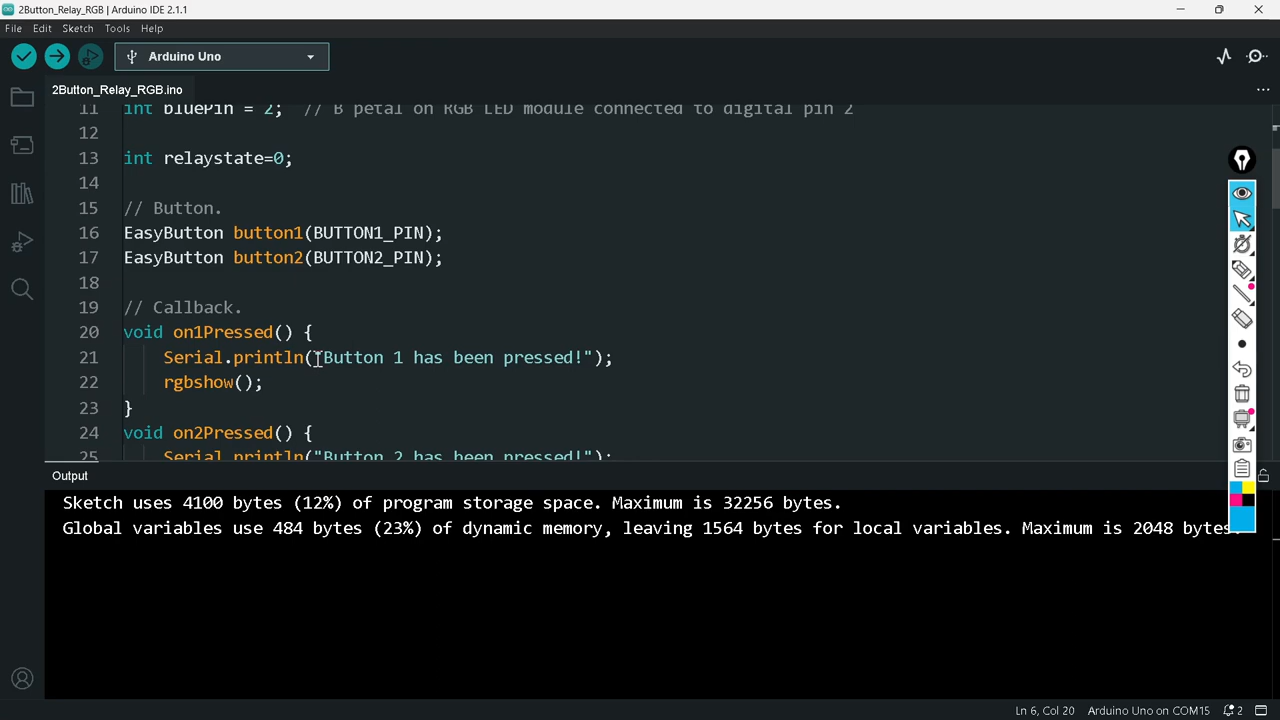 2Button_Relay_RGB | Arduino IDE 2.1.1
File Edit Sketch Tools Help
Arduino Uno
2Button_Relay_RGB.ino
11 int bluePin = 2; // B petal on RGB LED module connected to digital pin 2
12
13 int relaystate=0;
14
15 // Button.
16 EasyButton button1(BUTTON1_PIN);
17 EasyButton button2(BUTTON2_PIN);
18
19 // Callback.
20 void on1Pressed() {
21 Serial.println("Button 1 has been pressed!");
22 rgbshow();
23 }
24 void on2Pressed() {
25 Serial.println("Button 2 has been pressed!");
Output
Sketch uses 4100 bytes (12%) of program storage space. Maximum is 32256 bytes.
Global variables use 484 bytes (23%) of dynamic memory, leaving 1564 bytes for local variables. Maximum is 2048 bytes.
Ln 6, Col 20 Arduino Uno on COM15 2